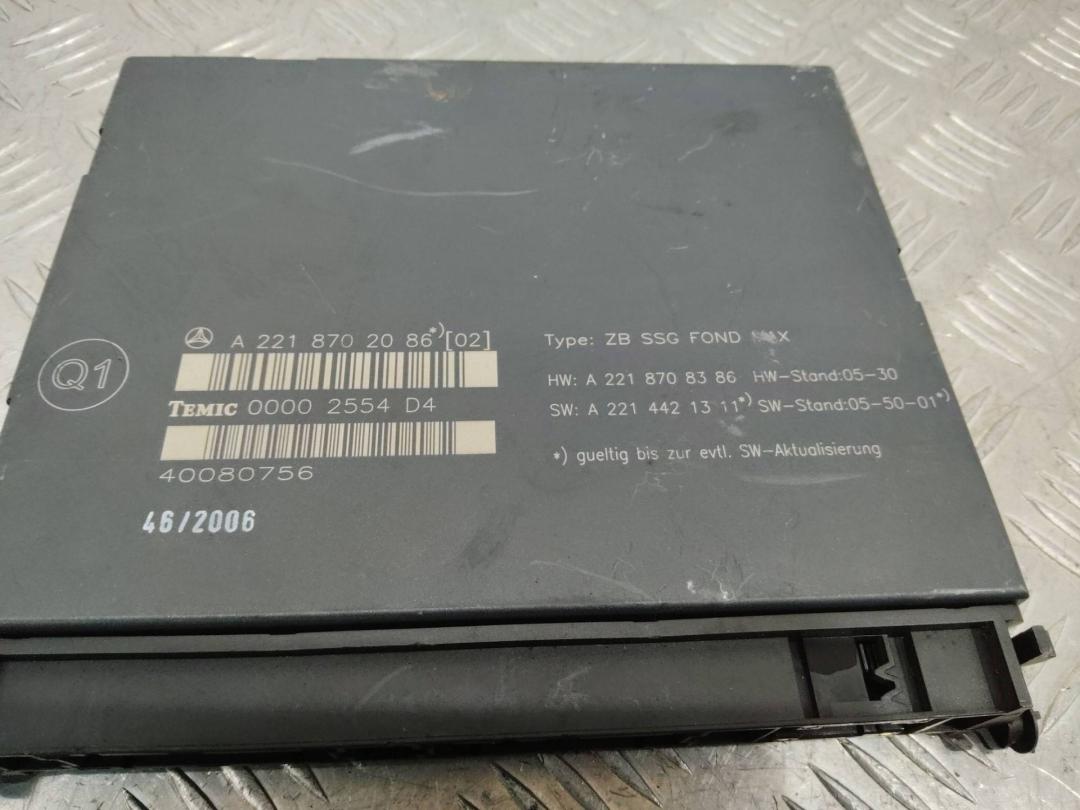 Q1
A 221 870 20 86*)[02]
TEMIC 0000 2554 D4
40080756
46/2006
Type: ZB SSG FOND
HW: A 221 870 83 86 HW-Stand:05-30
SW: A 221 442 13 11*) SW-Stand:05-50-01*)
*) gueltig bis zur evtl. SW-Aktualisierung